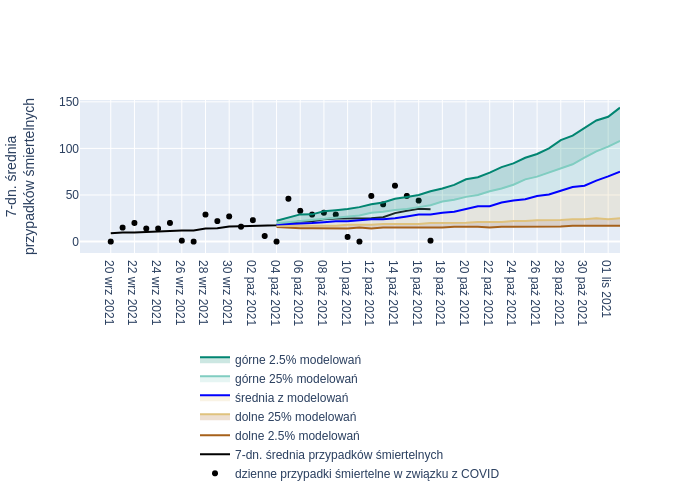 7-dn. średnia
przypadków śmiertelnych
150
100
50
0
20 wrz 2021
22 wrz 2021
24 wrz 2021
26 wrz 2021
28 wrz 2021
30 wrz 2021
02 paź 2021
04 paź 2021
06 paź 2021
08 paź 2021
10 paź 2021
12 paź 2021
14 paź 2021
16 paź 2021
18 paź 2021
20 paź 2021
22 paź 2021
24 paź 2021
26 paź 2021
28 paź 2021
30 paź 2021
01 lis 2021
górne 2.5% modelowań
górne 25% modelowań
średnia z modelowań
dolne 25% modelowań
dolne 2.5% modelowań
7-dn. średnia przypadków śmiertelnych
dzienne przypadki śmiertelne w związku z COVID